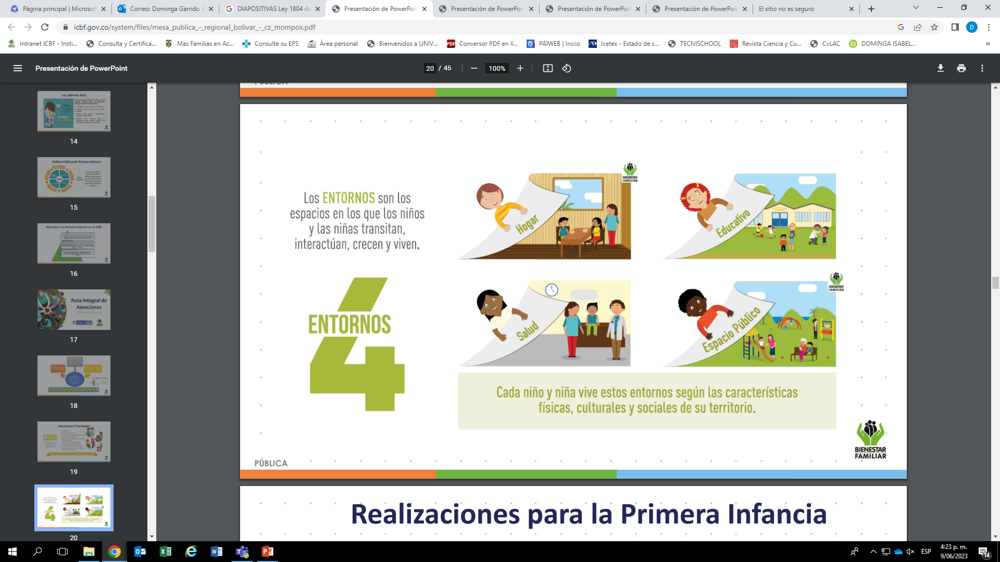 Página principal | Microsof
Correo: Dominga Garrido P
DIAPOSITIVAS Ley 1804 de
Presentación de PowerPoin
Presentación de PowerPoin
Presentación de PowerPoin
Presentación de PowerPoin
El sitio no es seguro
icbf.gov.co/system/files/mesa_publica_-_regional_bolivar_-_cz_mompox.pdf
D
Intranet ICBF - Insti...
Consulta y Certifica...
Mas Familias en Ac...
Consulte su EPS
Área personal
Bienvenidos a UNIV...
Conversor PDF en lí...
PAIWEB | Inicio
Icetex - Estado de c...
TECNISCHOOL
Revista Ciencia y Cu...
CvLAC
DOMINGA ISABEL...
Presentación de PowerPoint
20 / 45
100%
Ley 1804 de 2016
14
Política Pública de Primera Infancia
15
Atención a la Primera Infancia en el ICBF
16
Ruta Integral de
Atenciones
Primera Infancia
17
18
Atenciones Priorizadas
200
19
20
PÚBLICA
Los ENTORNOS son los
espacios en los que los niños
y las niñas transitan,
interactúan, crecen y viven.
4
ENTORNOS
Hogar
BIENESTAR
FAMILIAR
Educativo
Salud
Espacio Público
BIENESTAR
FAMILIAR
Cada niño y niña vive estos entornos según las características
físicas, culturales y sociales de su territorio.
BIENESTAR
FAMILIAR
PÚBLICA
Realizaciones para la Primera Infancia
ESP
4:23 p. m.
9/06/2023
14